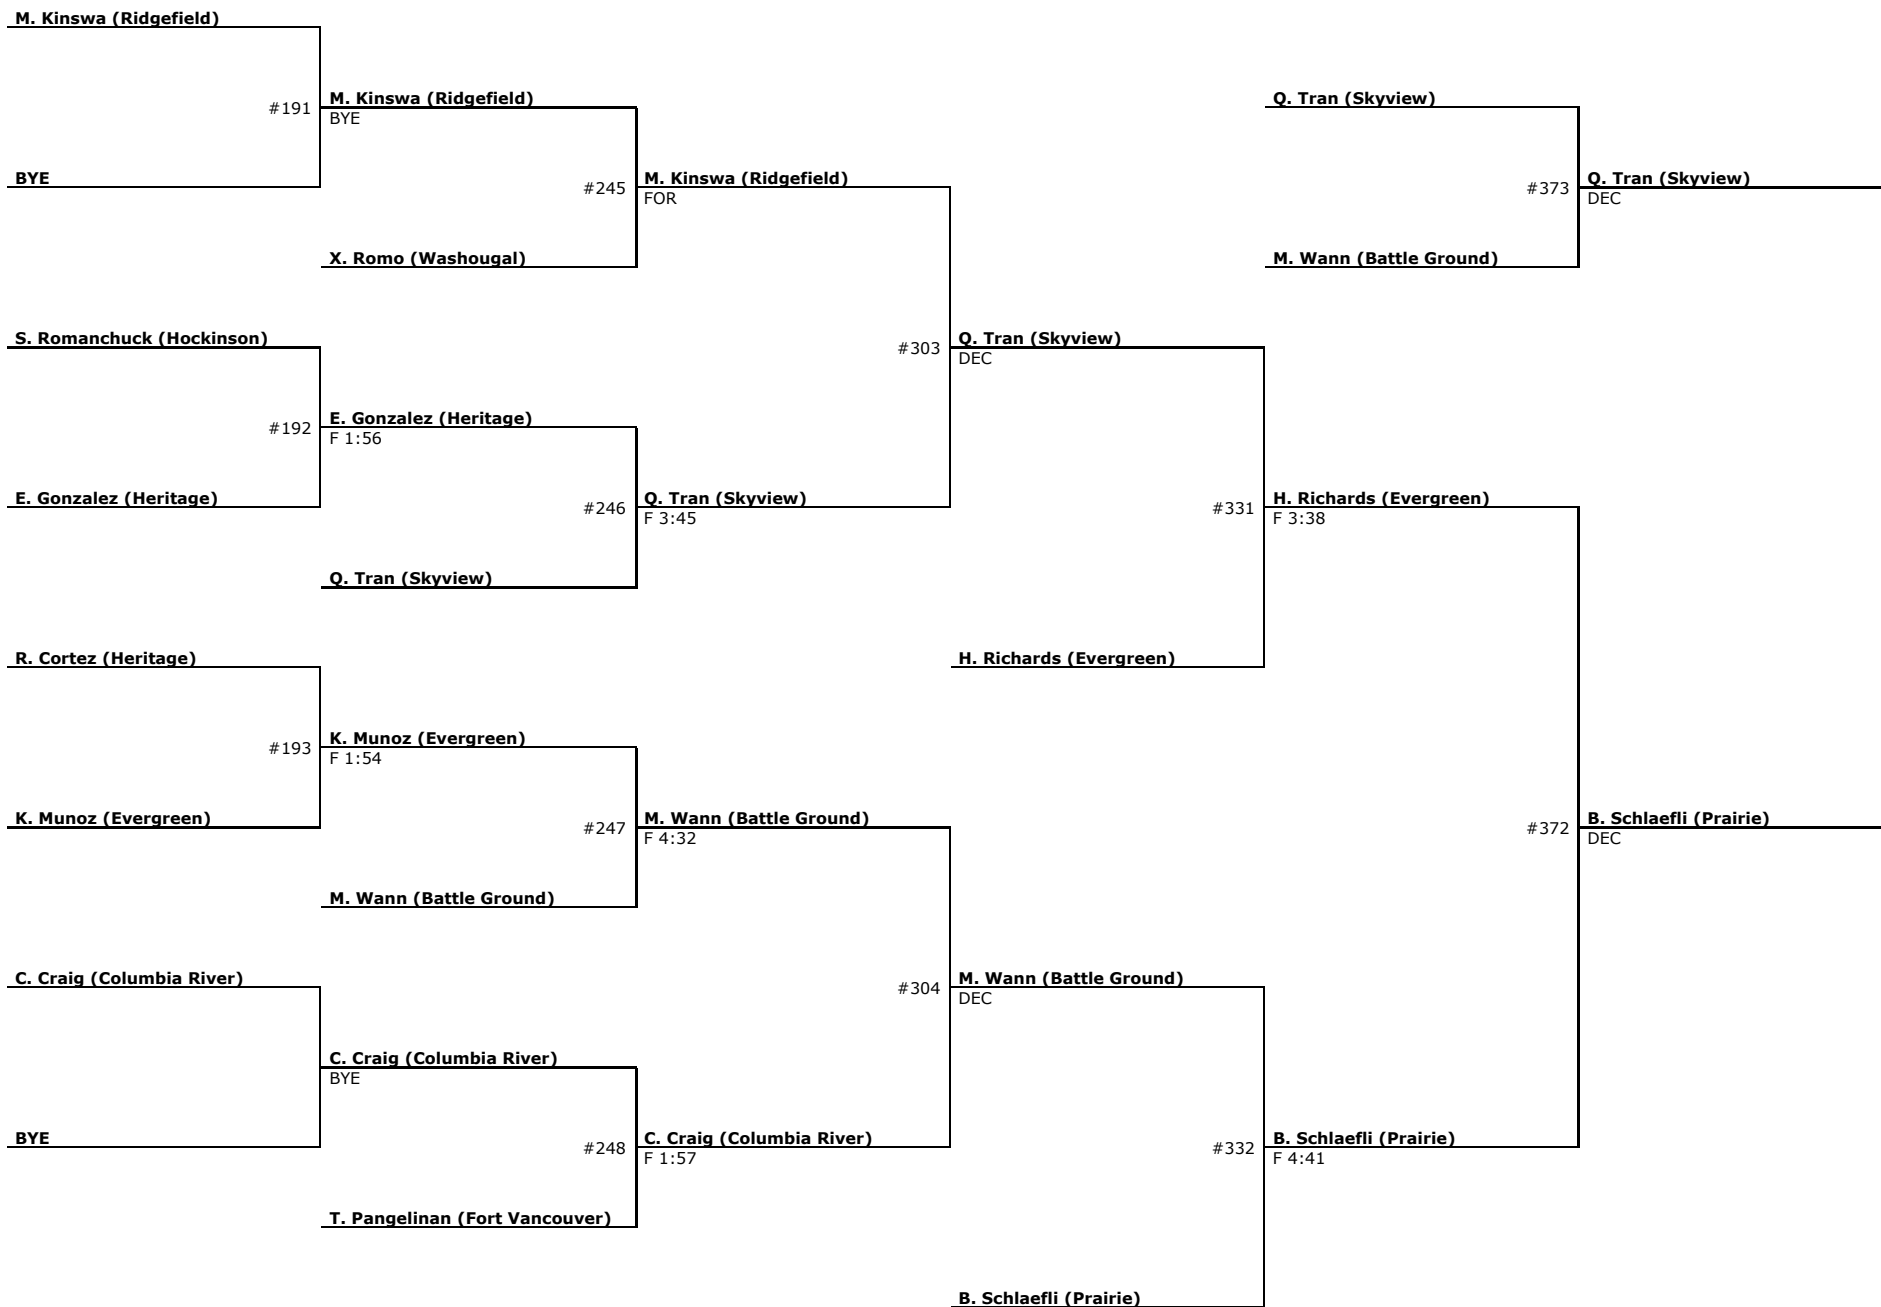 M. Kinswa (Ridgefield)
#191
M. Kinswa (Ridgefield)
BYE
BYE
#245
M. Kinswa (Ridgefield)
FOR
X. Romo (Washougal)
Q. Tran (Skyview)
#373
Q. Tran (Skyview)
DEC
M. Wann (Battle Ground)
S. Romanchuck (Hockinson)
#303
Q. Tran (Skyview)
DEC
#192
E. Gonzalez (Heritage)
F 1:56
E. Gonzalez (Heritage)
#246
Q. Tran (Skyview)
F 3:45
#331
H. Richards (Evergreen)
F 3:38
Q. Tran (Skyview)
R. Cortez (Heritage)
H. Richards (Evergreen)
#193
K. Munoz (Evergreen)
F 1:54
K. Munoz (Evergreen)
#247
M. Wann (Battle Ground)
F 4:32
#372
B. Schlaefli (Prairie)
DEC
M. Wann (Battle Ground)
C. Craig (Columbia River)
#304
M. Wann (Battle Ground)
DEC
C. Craig (Columbia River)
BYE
BYE
#248
C. Craig (Columbia River)
F 1:57
#332
B. Schlaefli (Prairie)
F 4:41
T. Pangelinan (Fort Vancouver)
B. Schlaefli (Prairie)